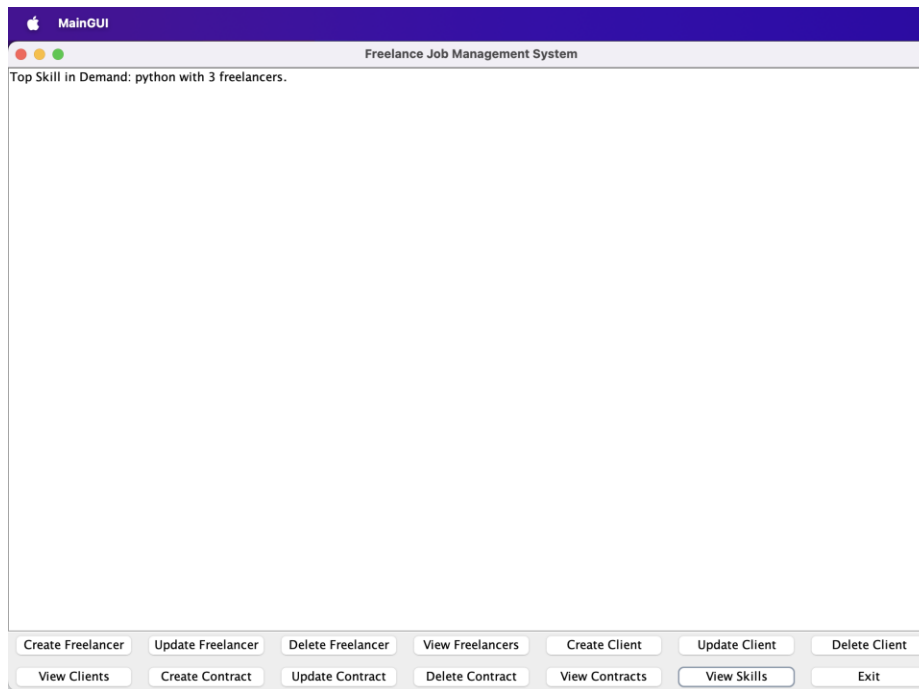 MainGUI
Freelance Job Management System
Top Skill in Demand: python with 3 freelancers.
Create Freelancer Update Freelancer Delete Freelancer View Freelancers Create Client Update Client Delete Client
View Clients Create Contract Update Contract Delete Contract View Contracts View Skills Exit